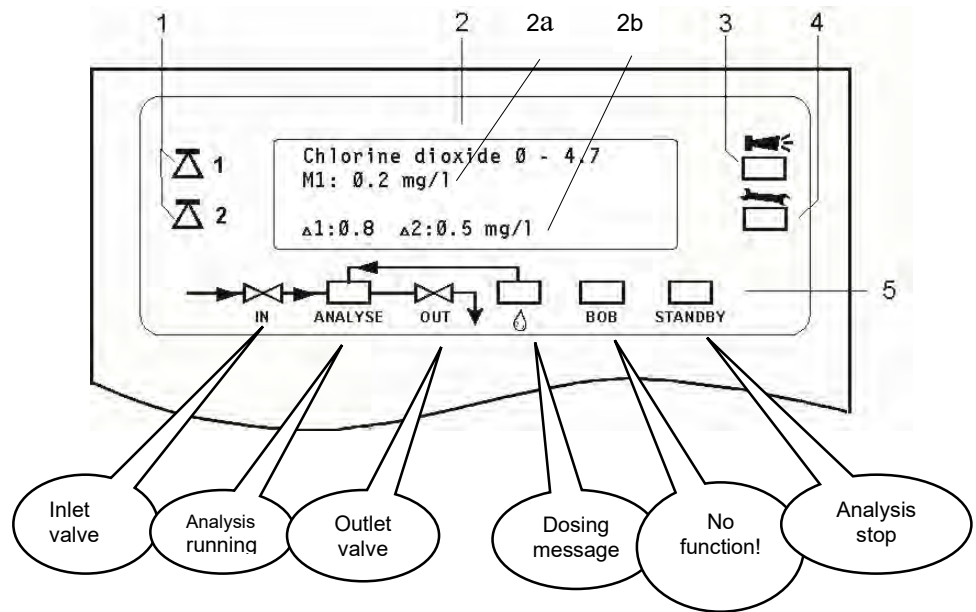 1 2 2a 2b 3 4
1
2
Chlorine dioxide Ø - 4.7
M1: Ø.2 mg/l
▵1:Ø.8 ▵2:Ø.5 mg/l
5
IN ANALYSE OUT BOB STANDBY
Inlet
valve
Analysis
running
Outlet
valve
Dosing
message
No
function!
Analysis
stop